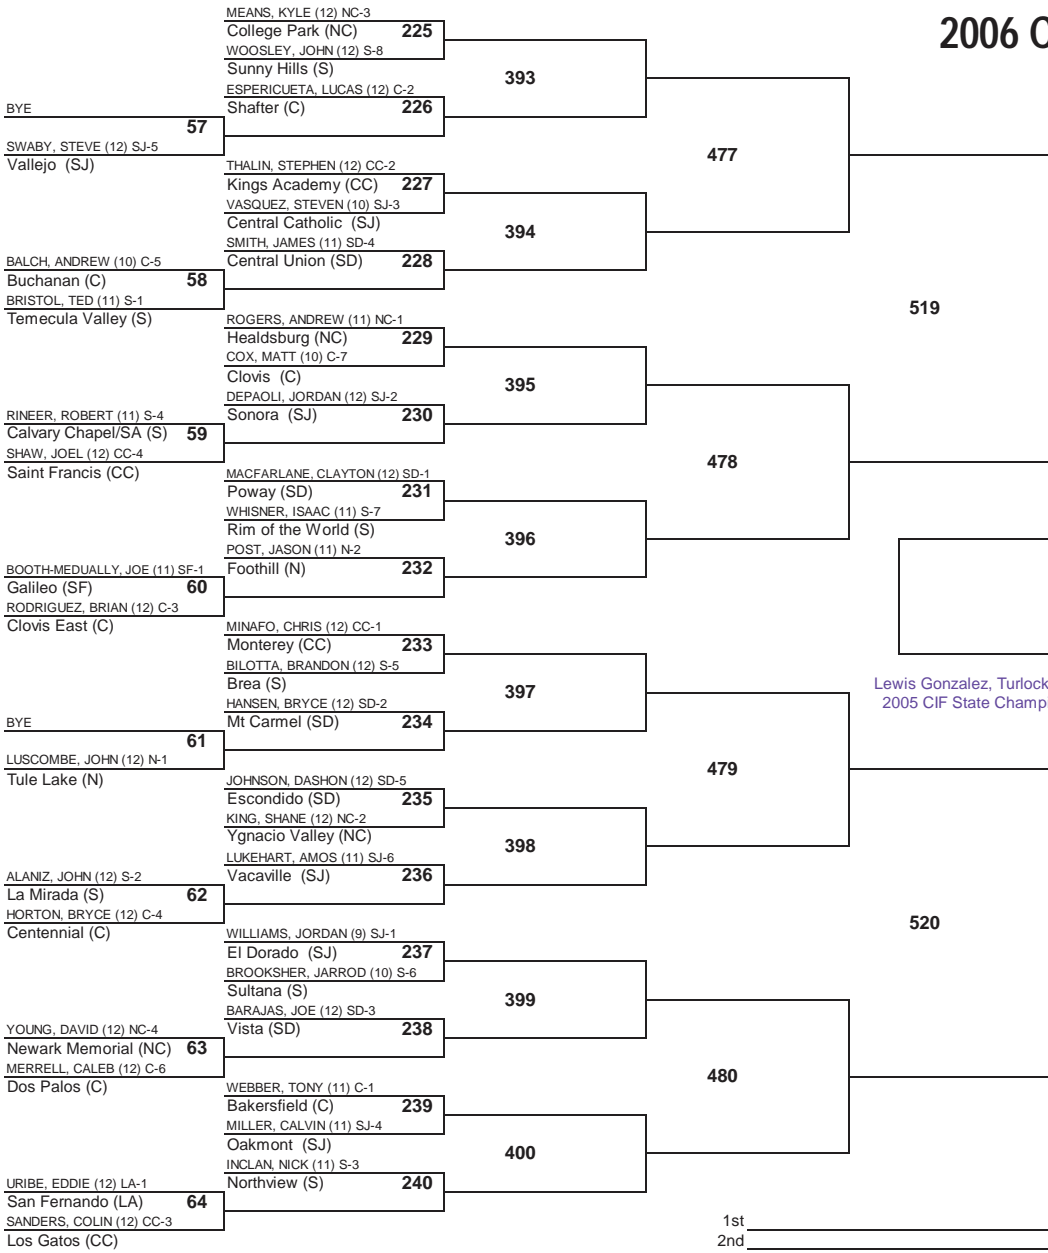 2006 C
MEANS, KYLE (12) NC-3
College Park (NC) 225
WOOSLEY, JOHN (12) S-8
Sunny Hills (S)
393
ESPERICUETA, LUCAS (12) C-2
Shafter (C) 226
BYE
57
SWABY, STEVE (12) SJ-5
Vallejo (SJ)
477
THALIN, STEPHEN (12) CC-2
Kings Academy (CC) 227
VASQUEZ, STEVEN (10) SJ-3
Central Catholic (SJ)
394
SMITH, JAMES (11) SD-4
Central Union (SD) 228
BALCH, ANDREW (10) C-5
Buchanan (C) 58
BRISTOL, TED (11) S-1
Temecula Valley (S)
519
ROGERS, ANDREW (11) NC-1
Healdsburg (NC) 229
COX, MATT (10) C-7
Clovis (C)
395
DEPAOLI, JORDAN (12) SJ-2
Sonora (SJ) 230
RINEER, ROBERT (11) S-4
Calvary Chapel/SA (S) 59
SHAW, JOEL (12) CC-4
Saint Francis (CC)
478
MACFARLANE, CLAYTON (12) SD-1
Poway (SD) 231
WHISNER, ISAAC (11) S-7
Rim of the World (S)
396
POST, JASON (11) N-2
Foothill (N) 232
BOOTH-MEDUALLY, JOE (11) SF-1
Galileo (SF) 60
RODRIGUEZ, BRIAN (12) C-3
Clovis East (C)
MINAFO, CHRIS (12) CC-1
Monterey (CC) 233
BILOTTA, BRANDON (12) S-5
Brea (S)
397
Lewis Gonzalez, Turlock
2005 CIF State Champi
HANSEN, BRYCE (12) SD-2
Mt Carmel (SD) 234
BYE
61
LUSCOMBE, JOHN (12) N-1
Tule Lake (N)
479
JOHNSON, DASHON (12) SD-5
Escondido (SD) 235
KING, SHANE (12) NC-2
Ygnacio Valley (NC)
398
LUKEHART, AMOS (11) SJ-6
Vacaville (SJ) 236
ALANIZ, JOHN (12) S-2
La Mirada (S) 62
HORTON, BRYCE (12) C-4
Centennial (C)
520
WILLIAMS, JORDAN (9) SJ-1
El Dorado (SJ) 237
BROOKSHER, JARROD (10) S-6
Sultana (S)
399
BARAJAS, JOE (12) SD-3
Vista (SD) 238
YOUNG, DAVID (12) NC-4
Newark Memorial (NC) 63
MERRELL, CALEB (12) C-6
Dos Palos (C)
480
WEBBER, TONY (11) C-1
Bakersfield (C) 239
MILLER, CALVIN (11) SJ-4
Oakmont (SJ)
400
INCLAN, NICK (11) S-3
Northview (S) 240
URIBE, EDDIE (12) LA-1
San Fernando (LA) 64
SANDERS, COLIN (12) CC-3
Los Gatos (CC)
1st
2nd